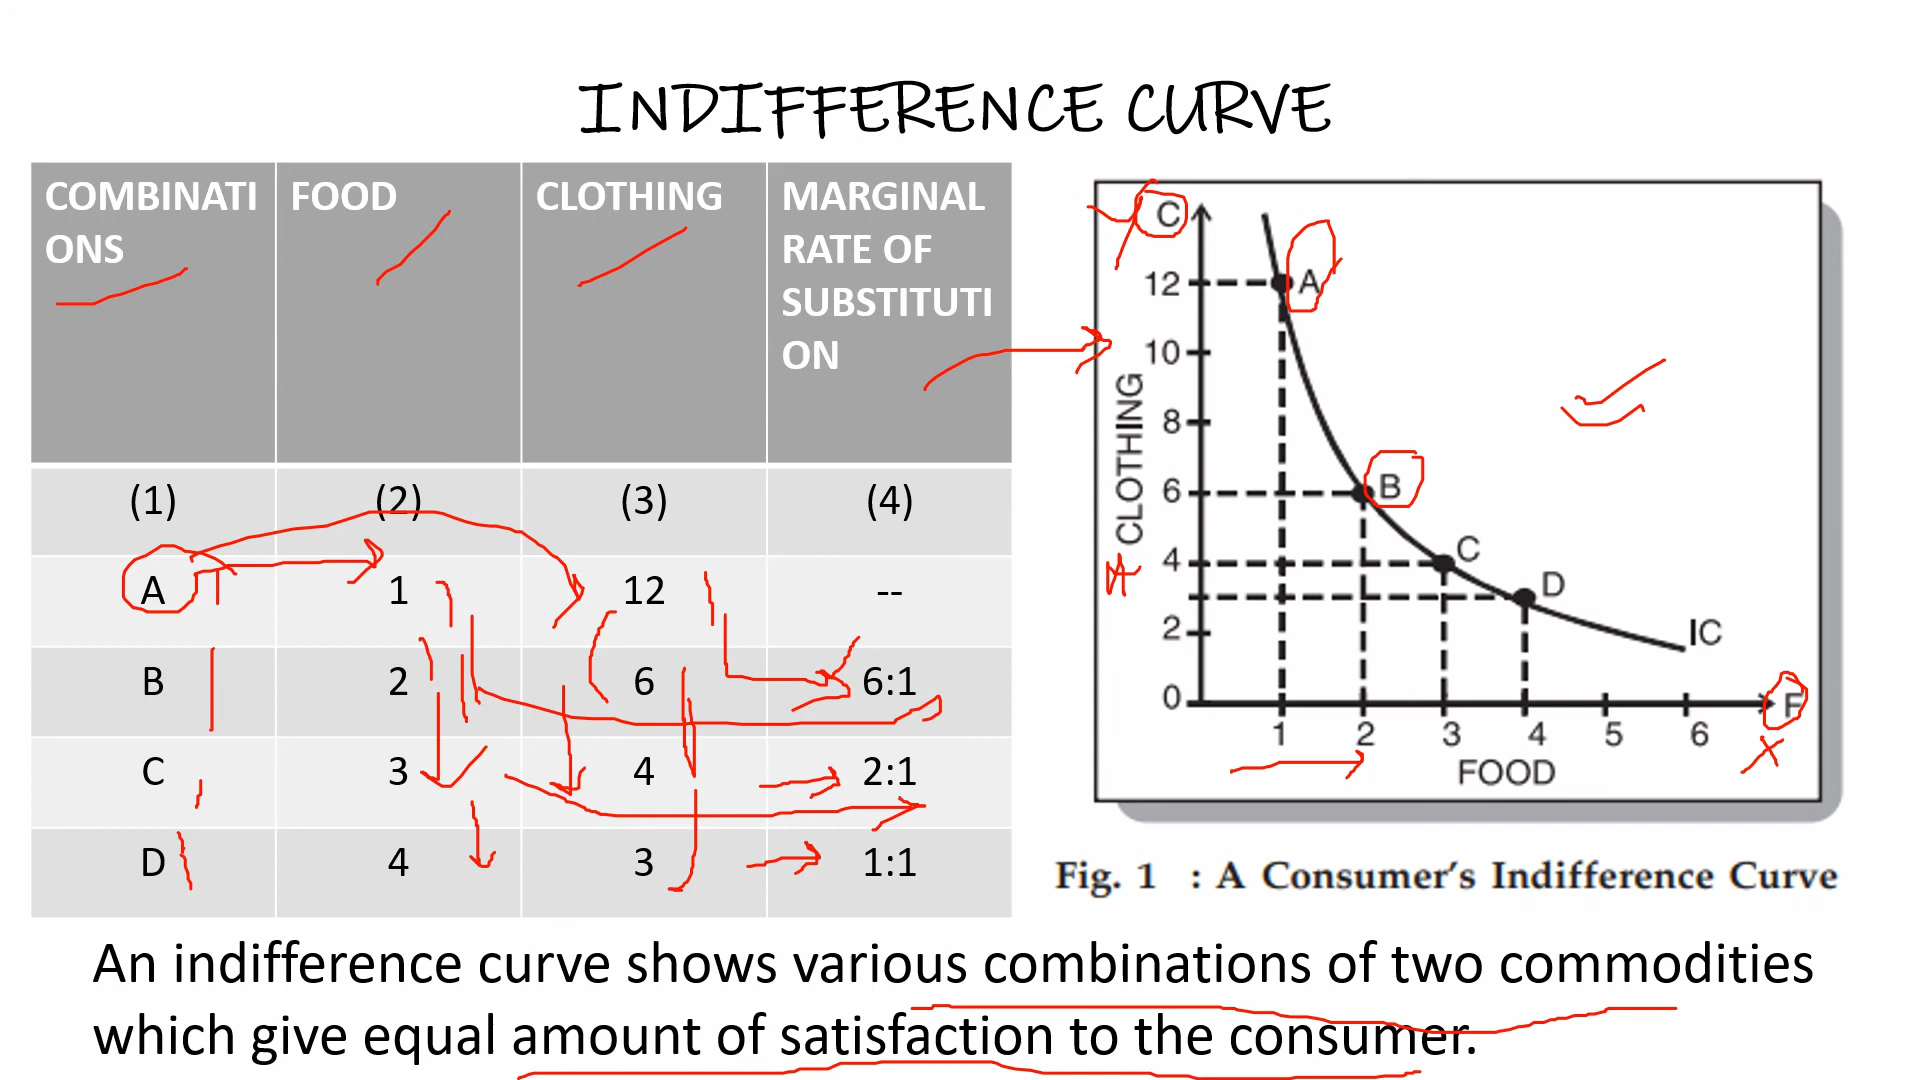 INDIFFERENCE CURVE
COMBINATI FOOD CLOTHING MARGINAL
ONS RATE OF
SUBSTITUTI
ON
(1) (2) (3) (4)
A 1 12 --
B 2 6 6:1
C 3 4 2:1
D 4 3 1:1
C
12 A
10
8
6 B
4 C
D
2 IC
0 F
1 2 3 4 5 6
CLOTHING
FOOD
X
Fig. 1 : A Consumer's Indifference Curve
An indifference curve shows various combinations of two commodities
which give equal amount of satisfaction to the consumer.